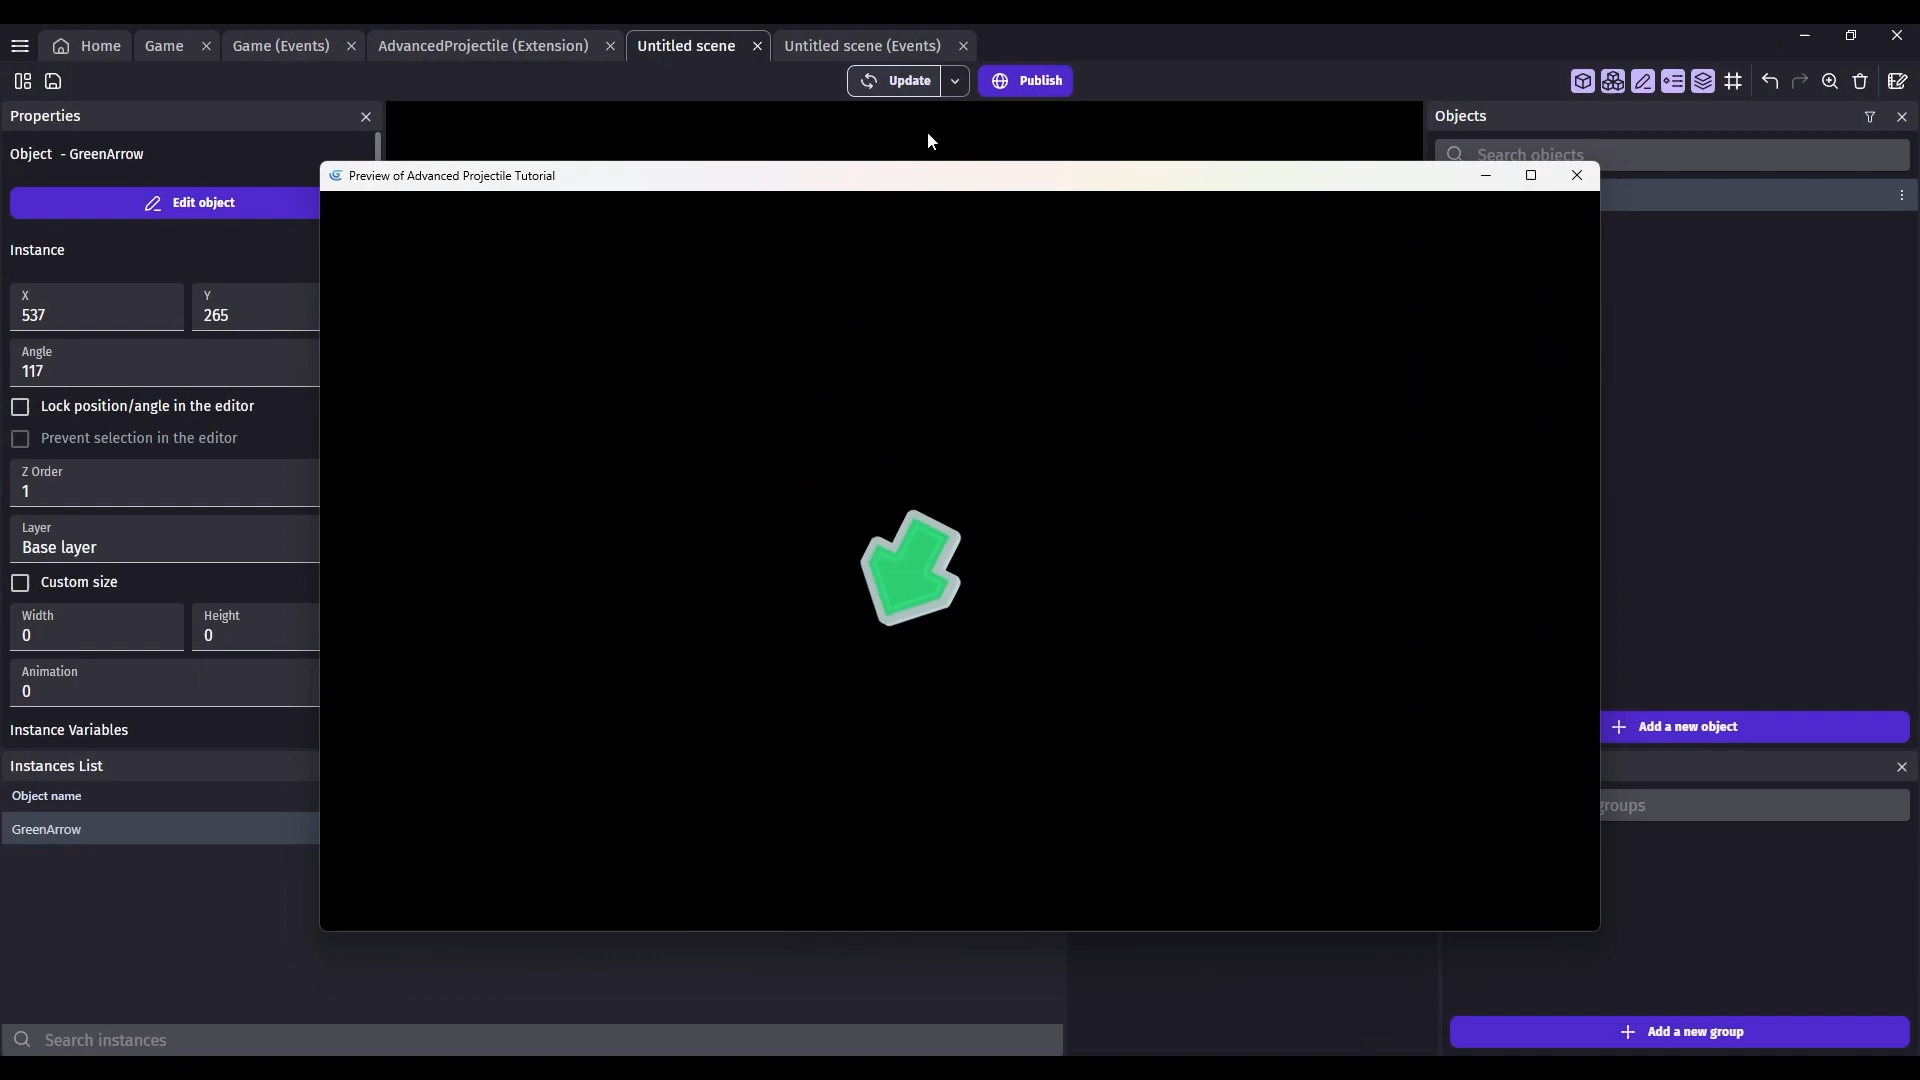 Home
Game
Game (Events)
AdvancedProjectile (Extension)
Untitled scene
Untitled scene (Events)
Update
Publish
Properties
Objects
Object - GreenArrow
Search objects
Preview of Advanced Projectile Tutorial
Edit object
Instance
X
537
Y
265
Angle
117
Lock position/angle in the editor
Prevent selection in the editor
Z Order
1
Layer
Base layer
Custom size
Width
0
Height
0
Animation
0
Instance Variables
Add a new object
Instances List
Object name
groups
GreenArrow
Add a new group
Search instances